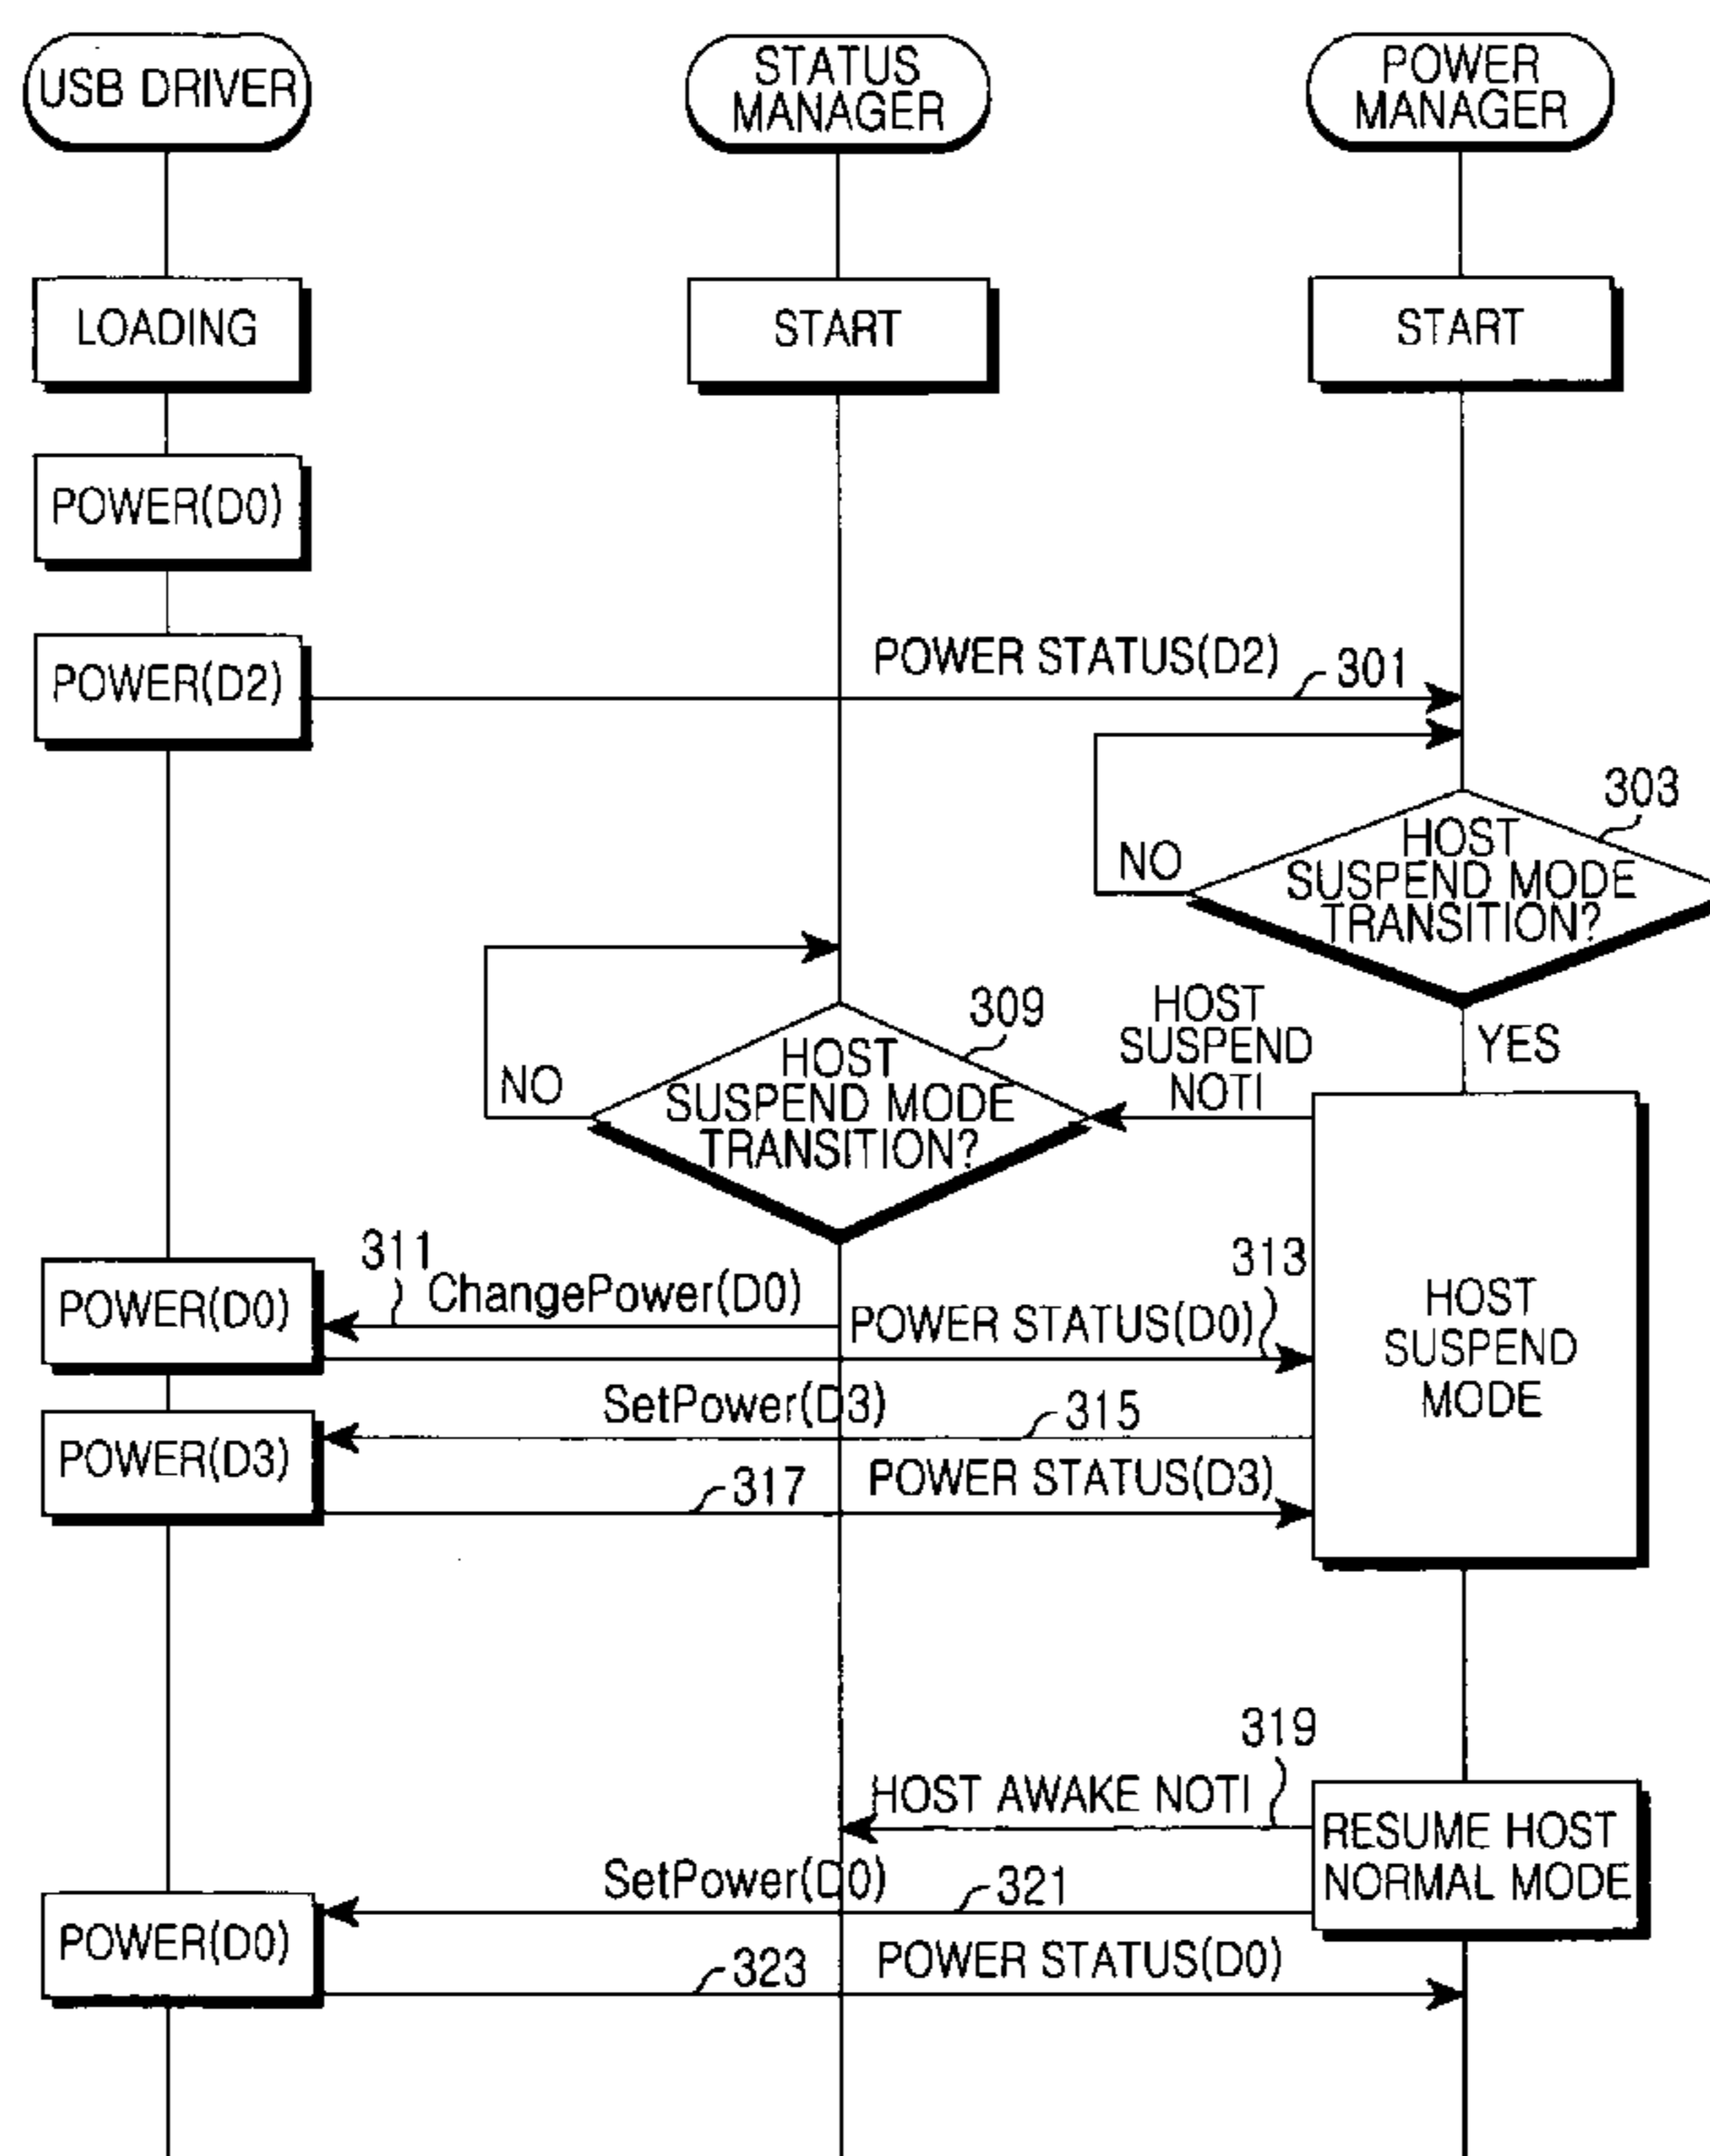 USB DRIVER
STATUS
MANAGER
POWER
MANAGER
LOADING
START
START
POWER(D0)
POWER(D2)
POWER STATUS(D2)
301
303
HOST
SUSPEND MODE
TRANSITION?
NO
YES
309
HOST
SUSPEND MODE
TRANSITION?
NO
HOST
SUSPEND
NOTI
HOST
SUSPEND
MODE
311
ChangePower(D0)
313
POWER(D0)
POWER STATUS(D0)
SetPower(D3)
315
POWER(D3)
317
POWER STATUS(D3)
319
HOST AWAKE NOTI
RESUME HOST
NORMAL MODE
SetPower(D0)
321
POWER(D0)
323
POWER STATUS(D0)